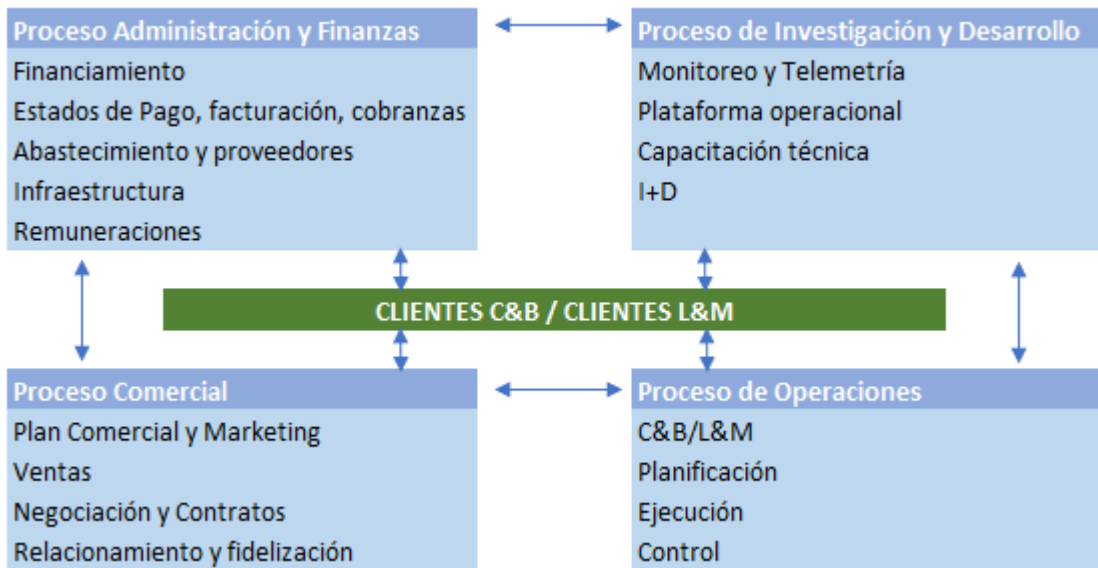 Proceso Administración y Finanzas
Financiamiento
Estados de Pago, facturación, cobranzas
Abastecimiento y proveedores
Infraestructura
Remuneraciones
Proceso de Investigación y Desarrollo
Monitoreo y Telemetría
Plataforma operacional
Capacitación técnica
I+D
CLIENTES C&B / CLIENTES L&M
Proceso Comercial
Plan Comercial y Marketing
Ventas
Negociación y Contratos
Relacionamiento y fidelización
Proceso de Operaciones
C&B/L&M
Planificación
Ejecución
Control